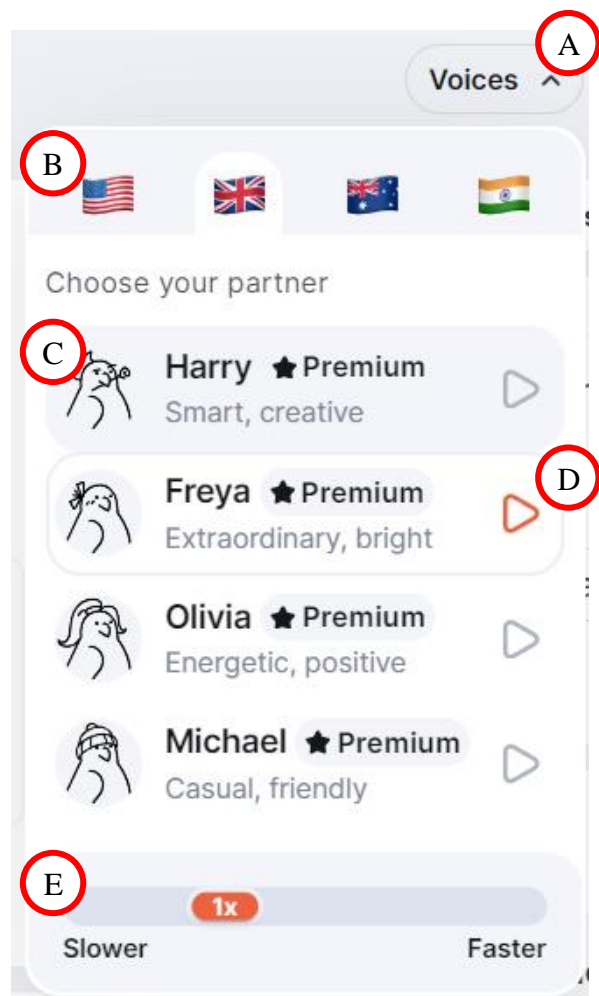 A
Voices
B
Choose your partner
C
Harry ★ Premium
Smart, creative
D
Freya ★ Premium
Extraordinary, bright
Olivia ★ Premium
Energetic, positive
Michael ★ Premium
Casual, friendly
E
1x
Slower Faster